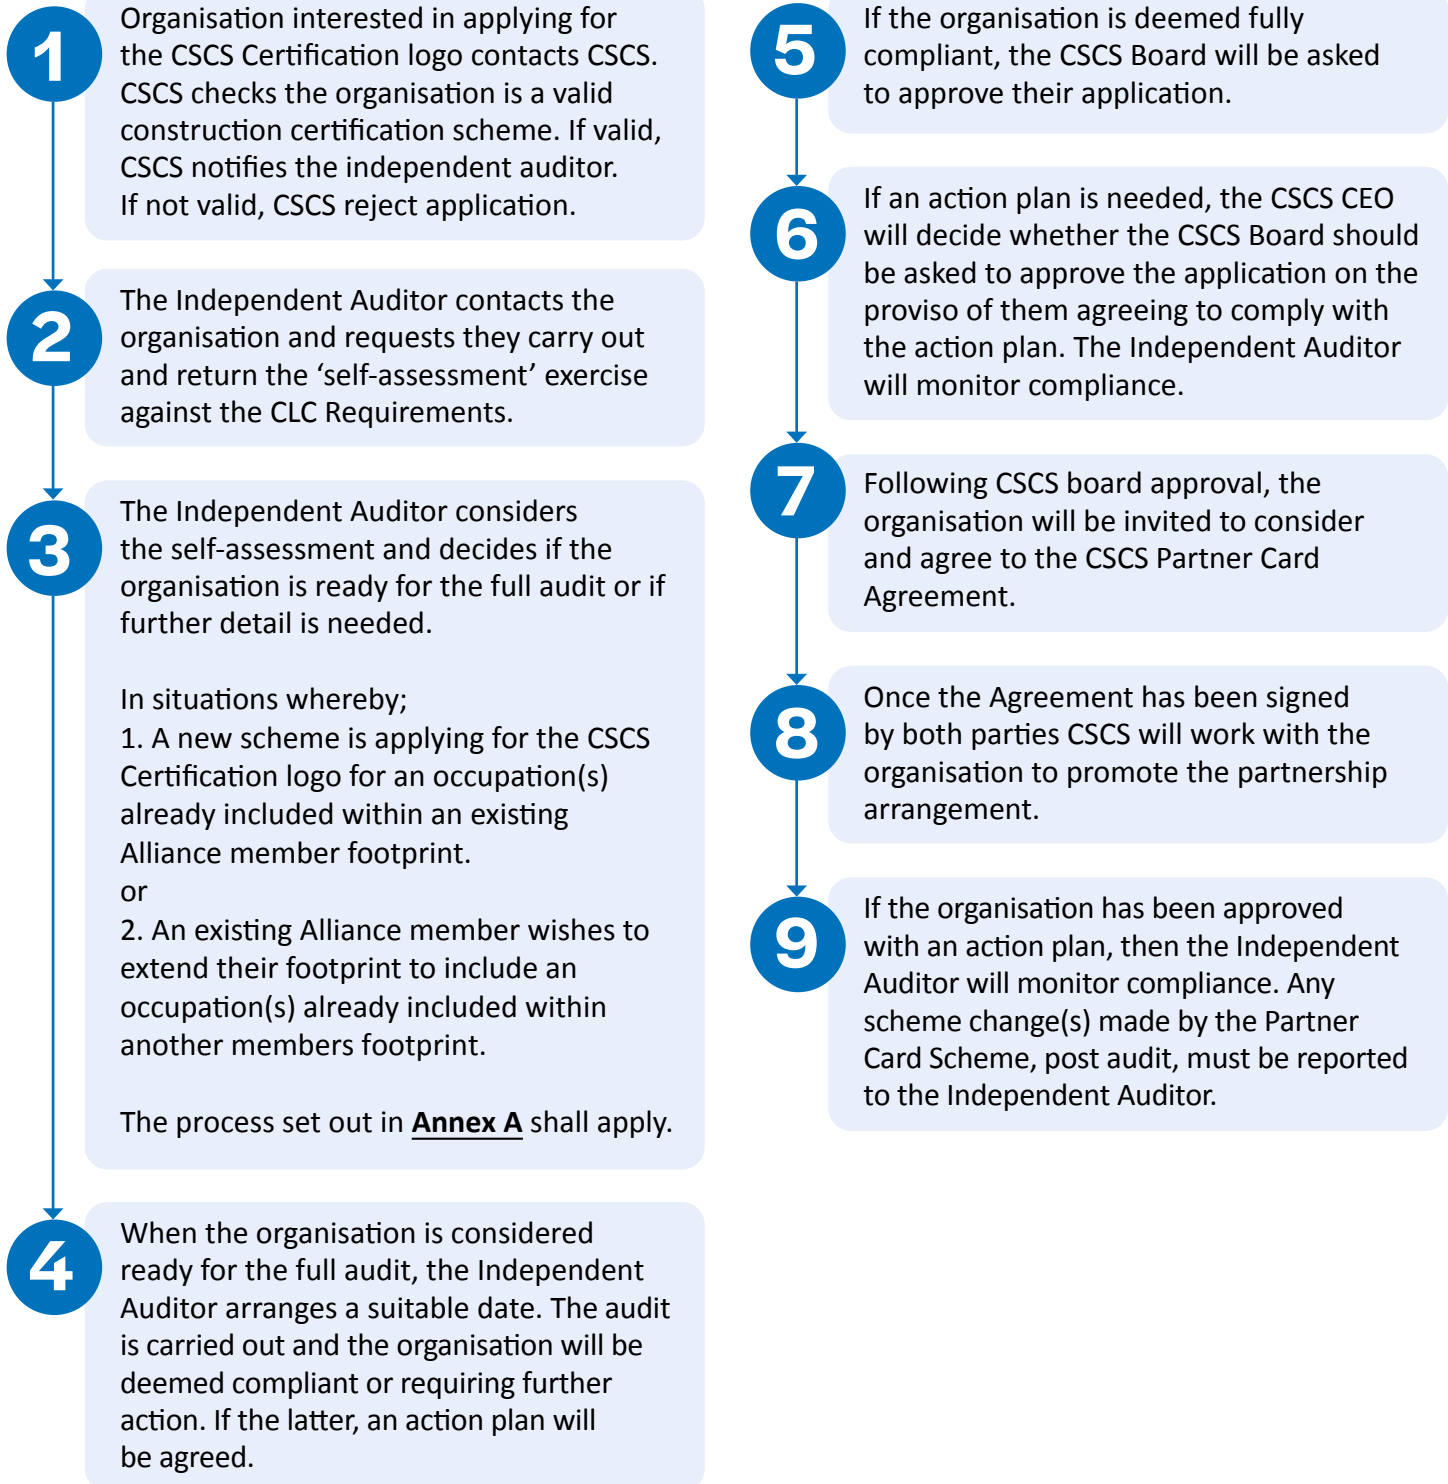 1
Organisation interested in applying for
the CSCS Certification logo contacts CSCS.
CSCS checks the organisation is a valid
construction certification scheme. If valid,
CSCS notifies the independent auditor.
If not valid, CSCS reject application.
2
The Independent Auditor contacts the
organisation and requests they carry out
and return the ‘self-assessment’ exercise
against the CLC Requirements.
3
The Independent Auditor considers
the self-assessment and decides if the
organisation is ready for the full audit or if
further detail is needed.
In situations whereby;
1. A new scheme is applying for the CSCS
Certification logo for an occupation(s)
already included within an existing
Alliance member footprint.
or
2. An existing Alliance member wishes to
extend their footprint to include an
occupation(s) already included within
another members footprint.
The process set out in Annex A shall apply.
4
When the organisation is considered
ready for the full audit, the Independent
Auditor arranges a suitable date. The audit
is carried out and the organisation will be
deemed compliant or requiring further
action. If the latter, an action plan will
be agreed.
5
If the organisation is deemed fully
compliant, the CSCS Board will be asked
to approve their application.
6
If an action plan is needed, the CSCS CEO
will decide whether the CSCS Board should
be asked to approve the application on the
proviso of them agreeing to comply with
the action plan. The Independent Auditor
will monitor compliance.
7
Following CSCS board approval, the
organisation will be invited to consider
and agree to the CSCS Partner Card
Agreement.
8
Once the Agreement has been signed
by both parties CSCS will work with the
organisation to promote the partnership
arrangement.
9
If the organisation has been approved
with an action plan, then the Independent
Auditor will monitor compliance. Any
scheme change(s) made by the Partner
Card Scheme, post audit, must be reported
to the Independent Auditor.